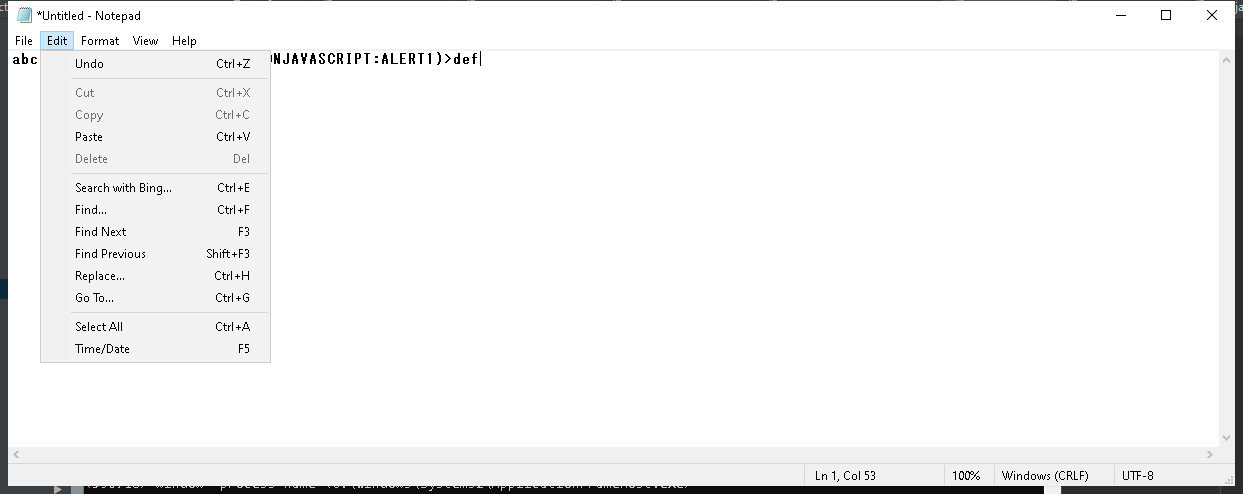 *Untitled - Notepad
File Edit Format View Help
abc NJAVASCRIPT:ALERT1)>def
Undo Ctrl+Z
Cut Ctrl+X
Copy Ctrl+C
Paste Ctrl+V
Delete Del
Search with Bing... Ctrl+E
Find... Ctrl+F
Find Next F3
Find Previous Shift+F3
Replace... Ctrl+H
Go To... Ctrl+G
Select All Ctrl+A
Time/Date F5
Ln 1, Col 53 100% Windows (CRLF) UTF-8